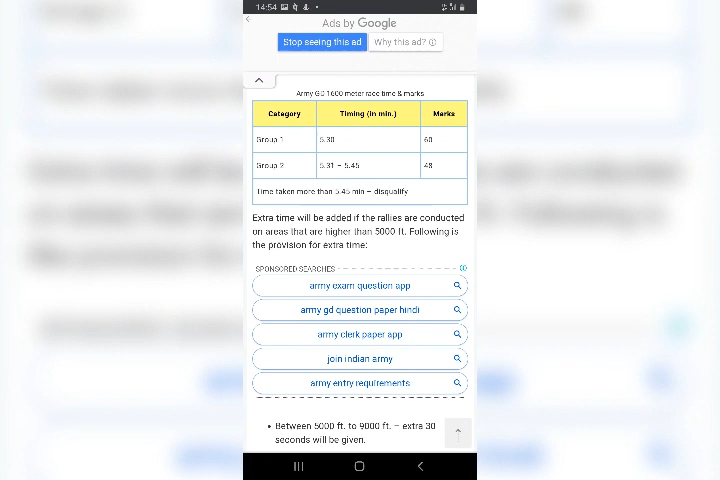 14:54
Ads by Google
Stop seeing this ad Why this ad?
Army GD 1600 meter race time & marks
Category Timing (in min.) Marks
Group 1 5.30 60
Group 2 5.31 – 5.45 48
Time taken more than 5.45 min – disqualify
Extra time will be added if the rallies are conducted
on areas that are higher than 5000 ft. Following is
the provision for extra time:
SPONSORED SEARCHES
army exam question app
army gd question paper hindi
army clerk paper app
join indian army
army entry requirements
• Between 5000 ft. to 9000 ft. – extra 30
seconds will be given.